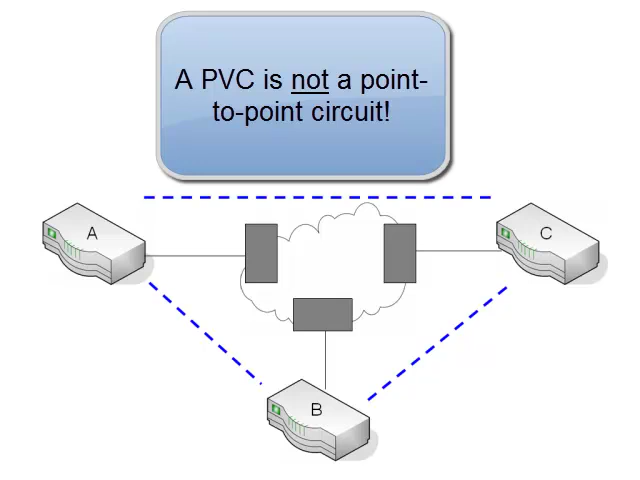 A PVC is not a point-
to-point circuit!
A
C
B